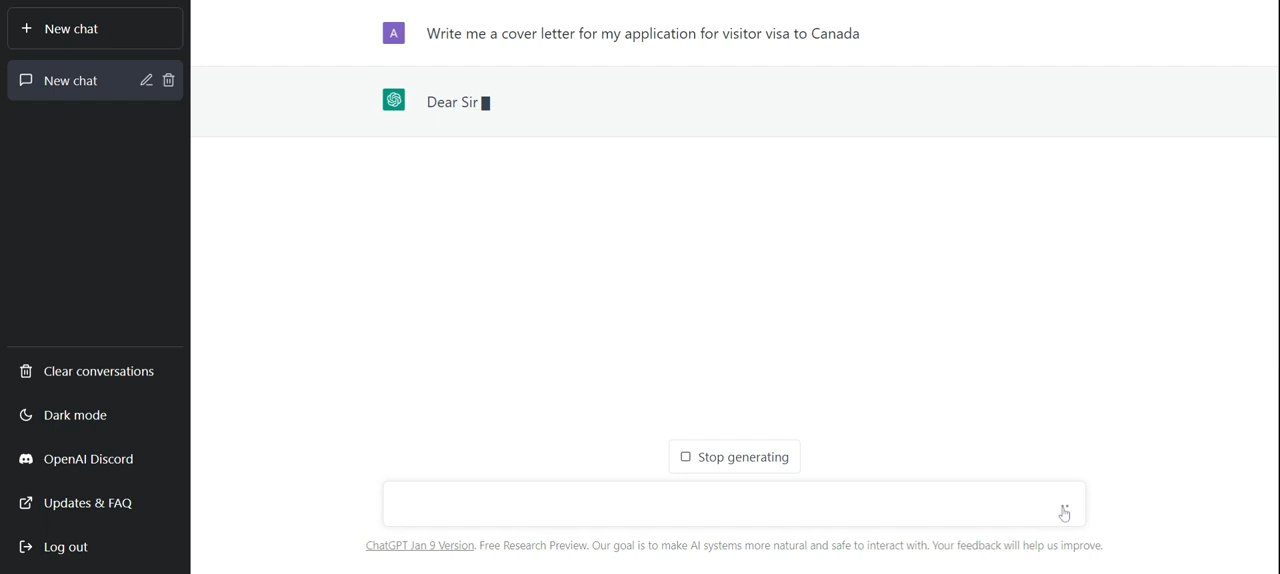 New chat
New chat
Clear conversations
Dark mode
OpenAI Discord
Updates & FAQ
Log out
A
Write me a cover letter for my application for visitor visa to Canada
Dear Sir
Stop generating
ChatGPT Jan 9 Version. Free Research Preview. Our goal is to make AI systems more natural and safe to interact with. Your feedback will help us improve.